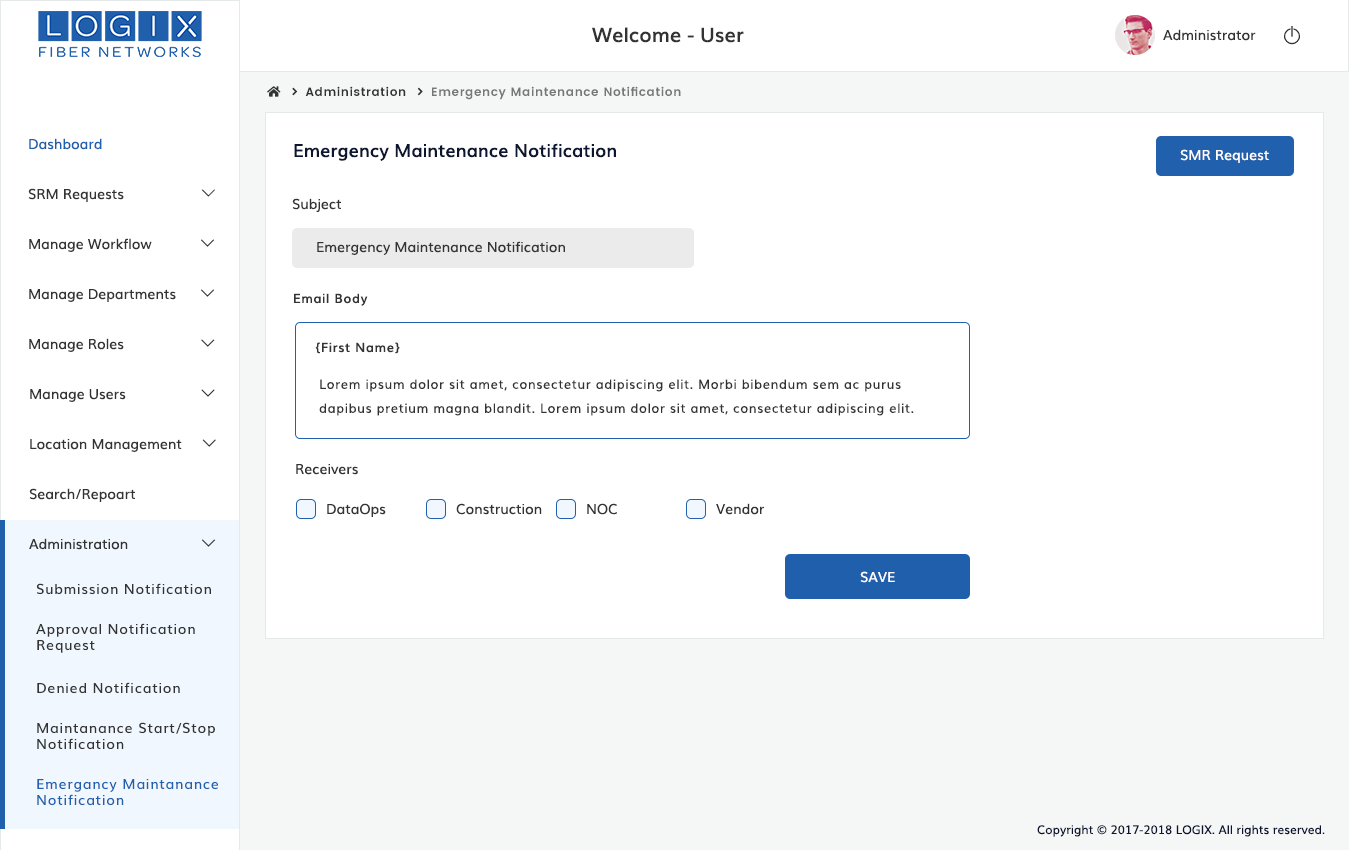 LOGIX
FIBER NETWORKS
Welcome - User
Administrator
Dashboard
SRM Requests
Manage Workflow
Manage Departments
Manage Roles
Manage Users
Location Management
Search/Repoart
Administration
Submission Notification
Approval Notification
Request
Denied Notification
Maintanance Start/Stop
Notification
Emergancy Maintanance
Notification
Administration
Emergency Maintenance Notification
Emergency Maintenance Notification
SMR Request
Subject
Emergency Maintenance Notification
Email Body
{First Name}
Lorem ipsum dolor sit amet, consectetur adipiscing elit. Morbi bibendum sem ac purus
dapibus pretium magna blandit. Lorem ipsum dolor sit amet, consectetur adipiscing elit.
Receivers
DataOps
Construction
NOC
Vendor
SAVE
Copyright © 2017-2018 LOGIX. All rights reserved.